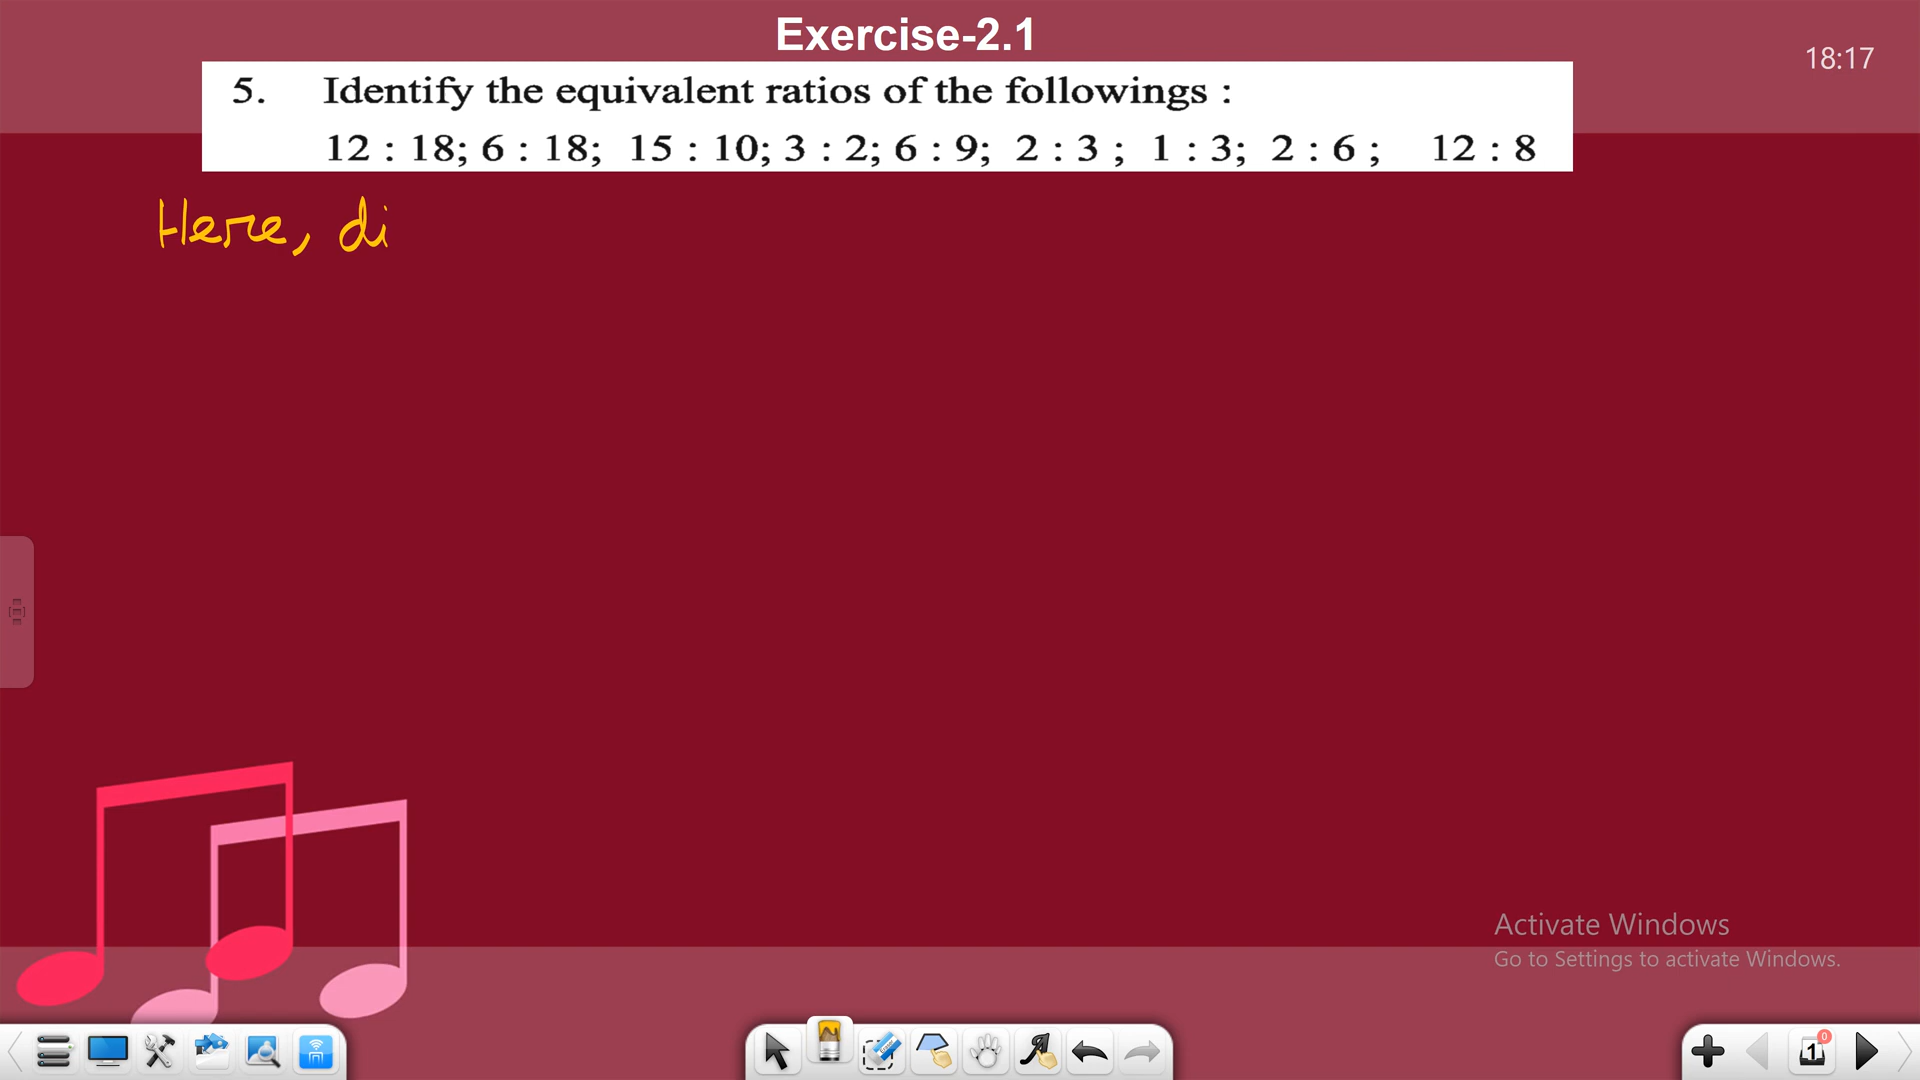 Exercise-2.1
18:17
5. Identify the equivalent ratios of the followings :
12 : 18; 6 : 18; 15 : 10; 3 : 2; 6 : 9; 2 : 3 ; 1 : 3; 2 : 6 ; 12 : 8
Here, di
Activate Windows
Go to Settings to activate Windows.
1
0